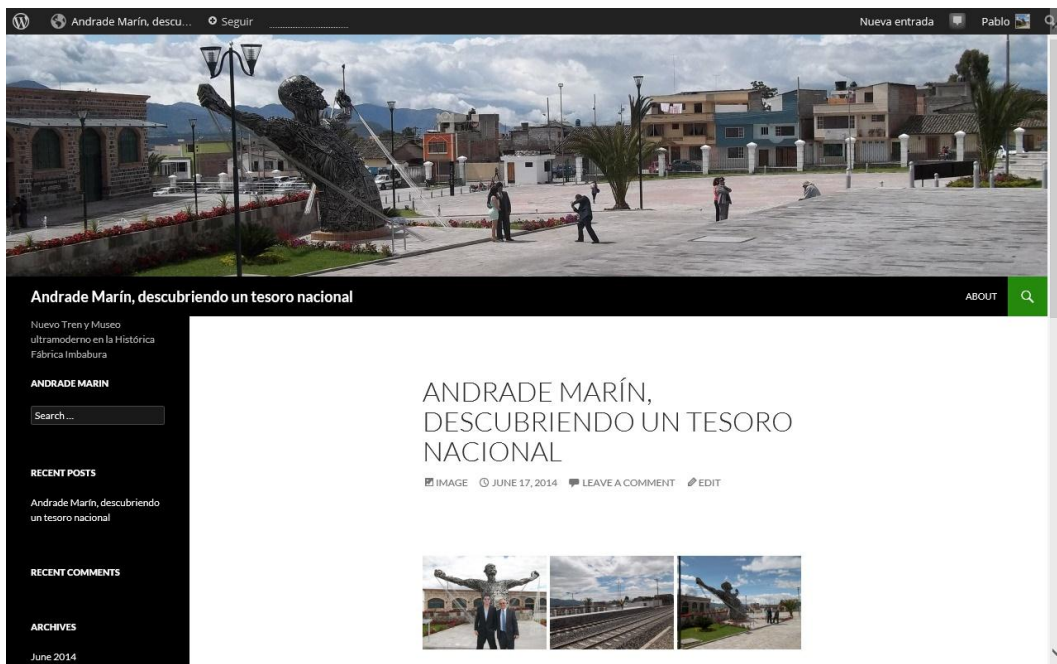 Andrade Marín, descu...
Seguir
Nueva entrada
Pablo
Andrade Marín, descubriendo un tesoro nacional
ABOUT
Nuevo Tren y Museo
ultramoderno en la Histórica
Fábrica Imbabura
ANDRADE MARIN
Search ...
RECENT POSTS
Andrade Marín, descubriendo
un tesoro nacional
RECENT COMMENTS
ARCHIVES
June 2014
ANDRADE MARÍN,
DESCUBRIENDO UN TESORO
NACIONAL
IMAGE JUNE 17, 2014 LEAVE A COMMENT EDIT